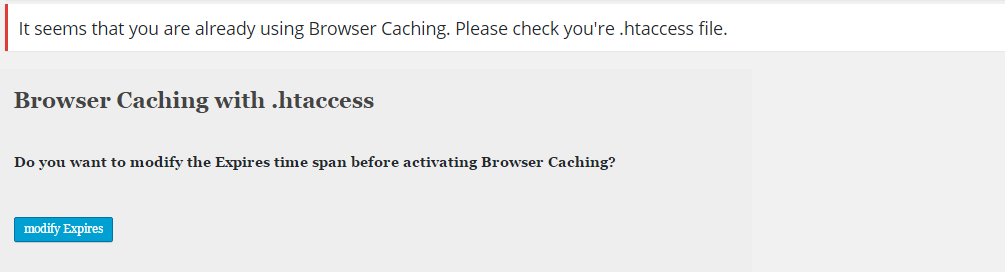 It seems that you are already using Browser Caching. Please check you're .htaccess file.
Browser Caching with .htaccess
Do you want to modify the Expires time span before activating Browser Caching?
modify Expires